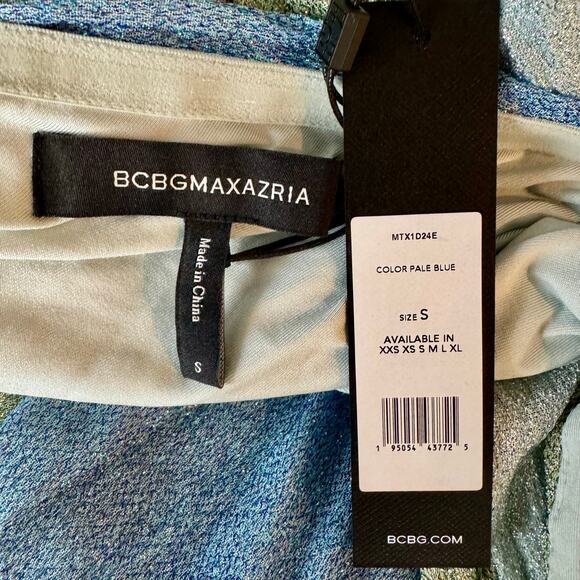 BCBGMAXAZRIA
Made in China
S
MTX1D24E
COLOR PALE BLUE
SIZE S
AVAILABLE IN
XXS XS S M L XL
1 95054 43772 5
BCBG.COM